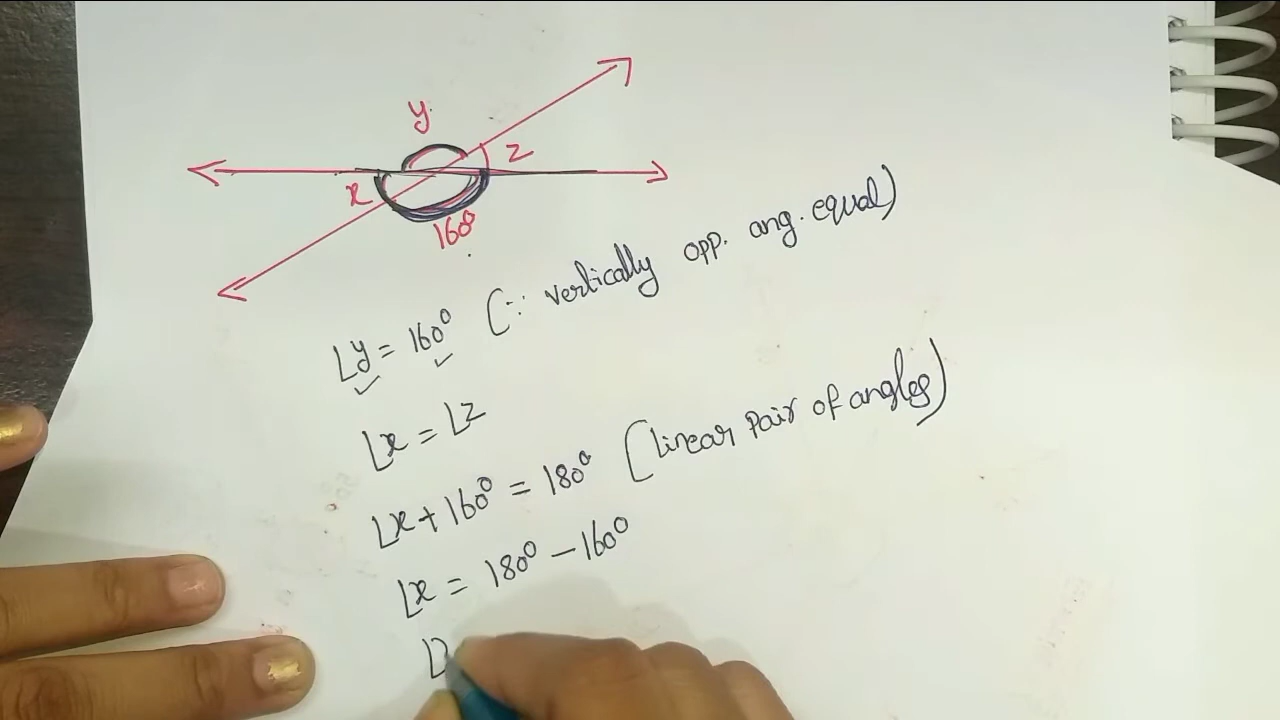 y.
z
x
160°
∠y = 160° (∵ vertically opp. ang. equal)
∠x = ∠z
∠x + 160° = 180° (linear pair of angles)
∠x = 180° − 160°
∠